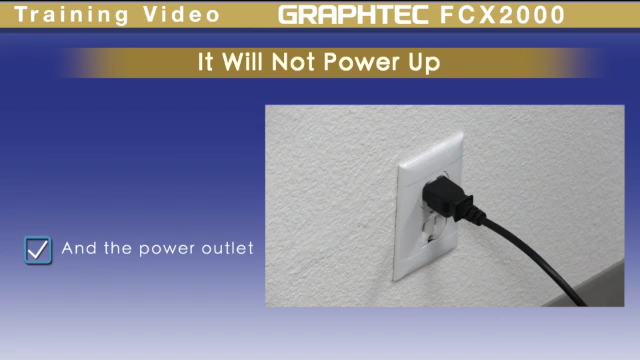 Training Video GRAPHTEC FCX2000
It Will Not Power Up
And the power outlet